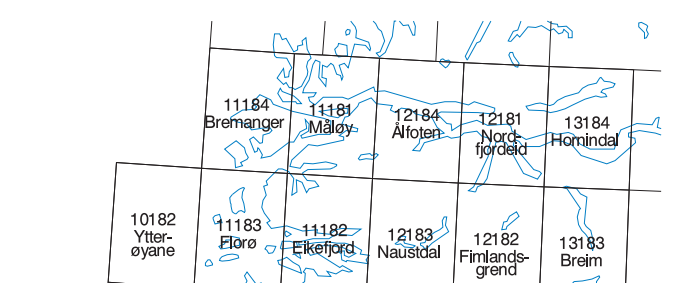 11184
Bremanger
11181
Måløy
12184
Ålfoten
12181
Nord-
fjordeid
13184
Hornindal
10182
Ytter-
øyane
11183
Florø
11182
Eikefjord
12183
Naustdal
12182
Fimlands-
grend
13183
Breim